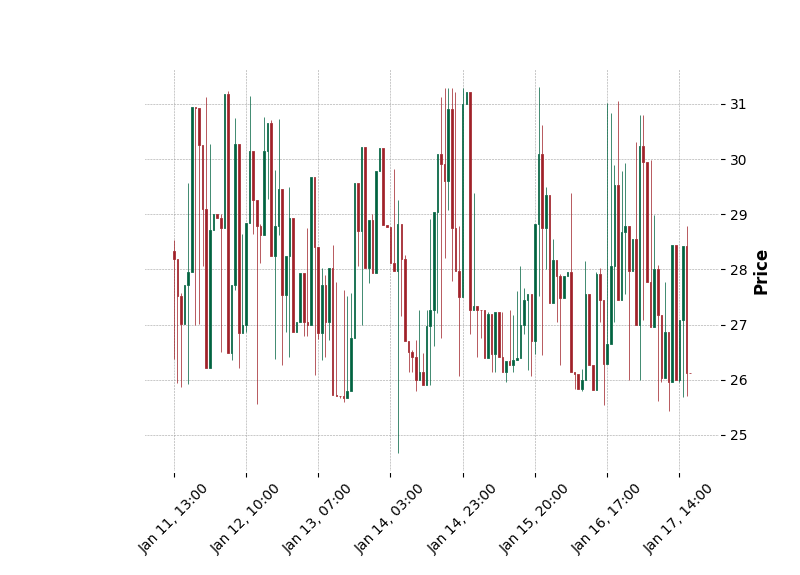 31
30
29
28
27
26
25
Price
Jan 11, 13:00
Jan 12, 10:00
Jan 13, 07:00
Jan 14, 03:00
Jan 14, 23:00
Jan 15, 20:00
Jan 16, 17:00
Jan 17, 14:00